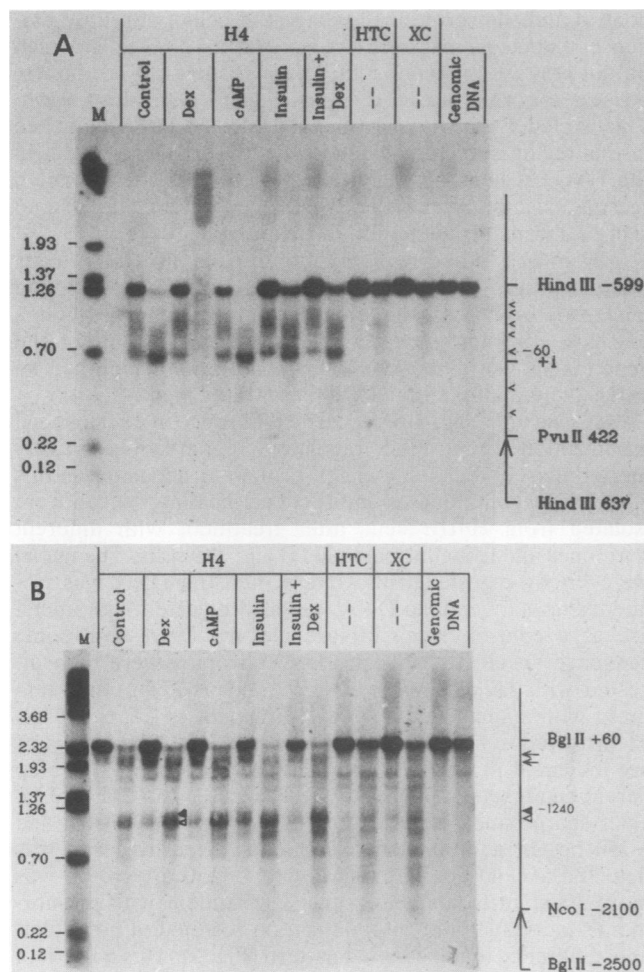 A
H4 HTC XC
M Control Dex cAMP Insulin Insulin + Dex -- -- Genomic DNA
1.93
1.37
1.26
Hind III -599
0.70
-60
+1
Pvu II 422
0.22
0.12
Hind III 637
B
H4 HTC XC
M Control Dex cAMP Insulin Insulin + Dex -- -- Genomic DNA
3.68
2.32
Bgl II +60
1.93
1.37
1.26
-1240
0.70
Nco I -2100
0.22
0.12
Bgl II -2500